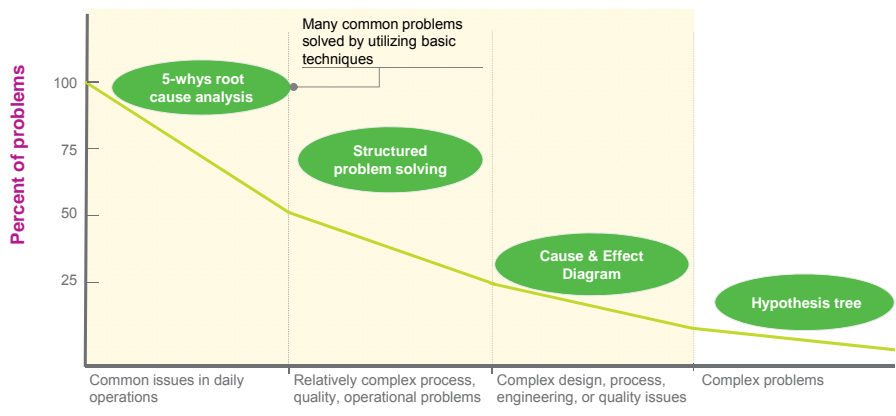 Many common problems
solved by utilizing basic
techniques
Percent of problems
100
75
50
25
5-whys root
cause analysis
Structured
problem solving
Cause & Effect
Diagram
Hypothesis tree
Common issues in daily
operations
Relatively complex process,
quality, operational problems
Complex design, process,
engineering, or quality issues
Complex problems